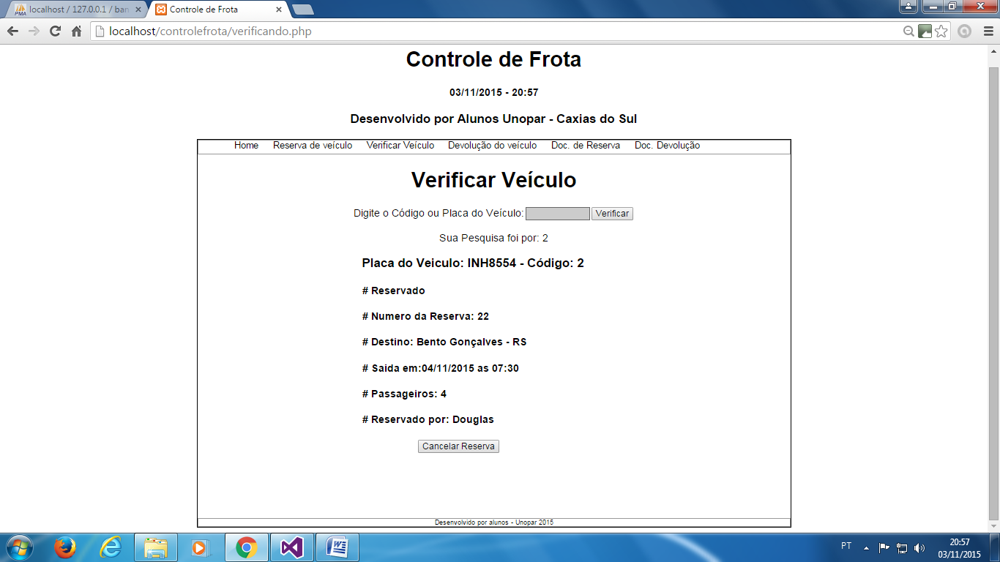 localhost / 127.0.0.1 / ban
Controle de Frota
localhost/controlefrota/verificando.php
Controle de Frota
03/11/2015 - 20:57
Desenvolvido por Alunos Unopar - Caxias do Sul
Home Reserva de veículo Verificar Veículo Devolução do veículo Doc. de Reserva Doc. Devolução
Verificar Veículo
Digite o Código ou Placa do Veículo: Verificar
Sua Pesquisa foi por: 2
Placa do Veiculo: INH8554 - Código: 2
# Reservado
# Numero da Reserva: 22
# Destino: Bento Gonçalves - RS
# Saida em:04/11/2015 as 07:30
# Passageiros: 4
# Reservado por: Douglas
Cancelar Reserva
Desenvolvido por alunos - Unopar 2015
PT
20:57
03/11/2015